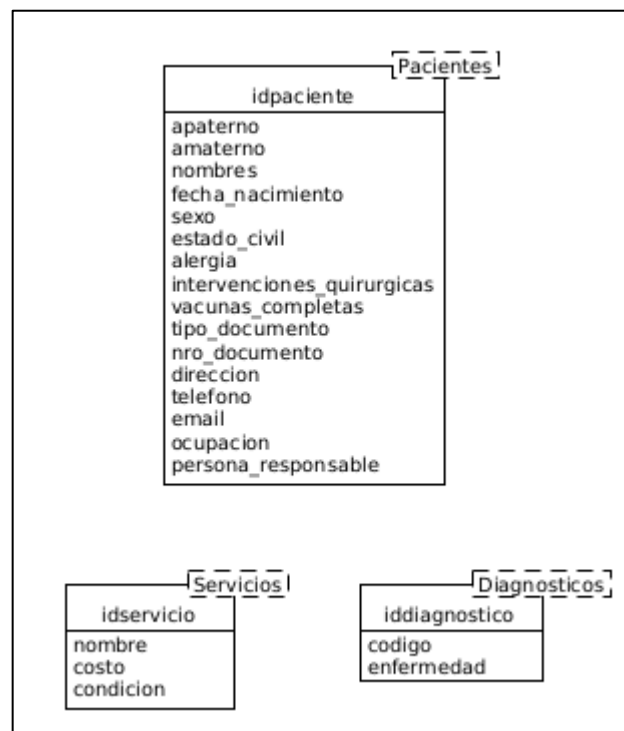 Pacientes
idpaciente
apaterno
amaterno
nombres
fecha_nacimiento
sexo
estado_civil
alergia
intervenciones_quirurgicas
vacunas_completas
tipo_documento
nro_documento
direccion
telefono
email
ocupacion
persona_responsable
Servicios
idservicio
nombre
costo
condicion
Diagnosticos
iddiagnostico
codigo
enfermedad